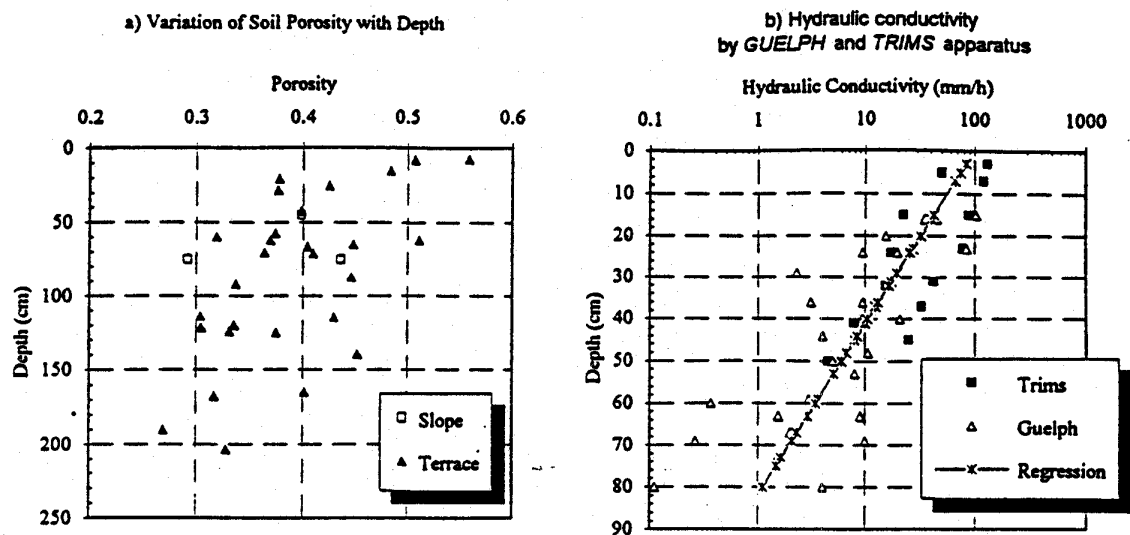 a) Variation of Soil Porosity with Depth
Porosity
0.2 0.3 0.4 0.5 0.6
0
50
100
150
200
250
Depth (cm)
Slope
Terrace
b) Hydraulic conductivity
by GUELPH and TRIMS apparatus
Hydraulic Conductivity (mm/h)
0.1 1 10 100 1000
0
10
20
30
40
50
60
70
80
90
Depth (cm)
Trims
Guelph
Regression